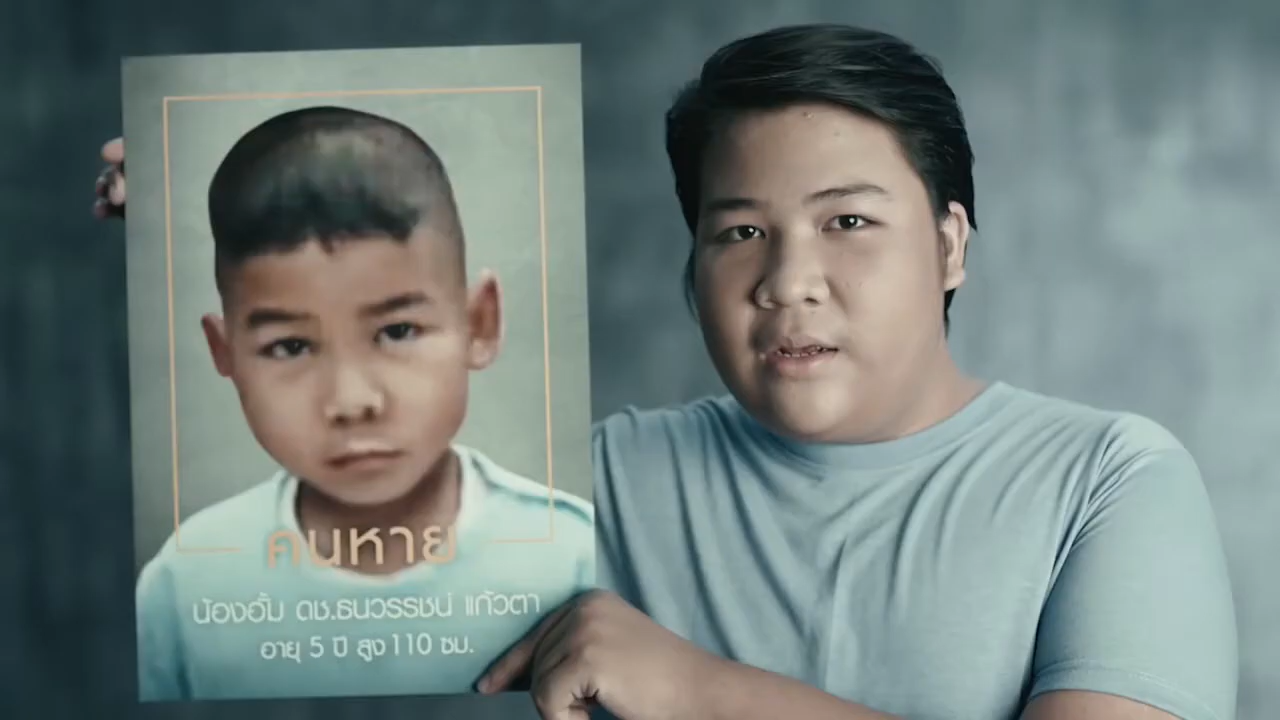 คนหาย
น้องอั้ม ดช.ธนวรรชน์ แก้วตา
อายุ 5 ปี สูง 110 ซม.